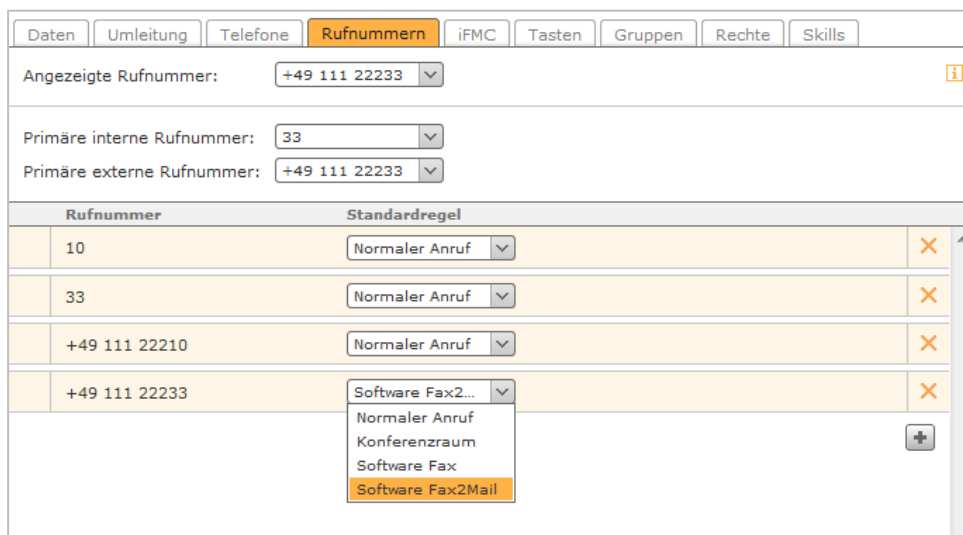 Daten Umleitung Telefone Rufnummern iFMC Tasten Gruppen Rechte Skills
Angezeigte Rufnummer: +49 111 22233
Primäre interne Rufnummer: 33
Primäre externe Rufnummer: +49 111 22233
Rufnummer Standardregel
10 Normaler Anruf
33 Normaler Anruf
+49 111 22210 Normaler Anruf
+49 111 22233 Software Fax2...
Normaler Anruf
Konferenzraum
Software Fax
Software Fax2Mail